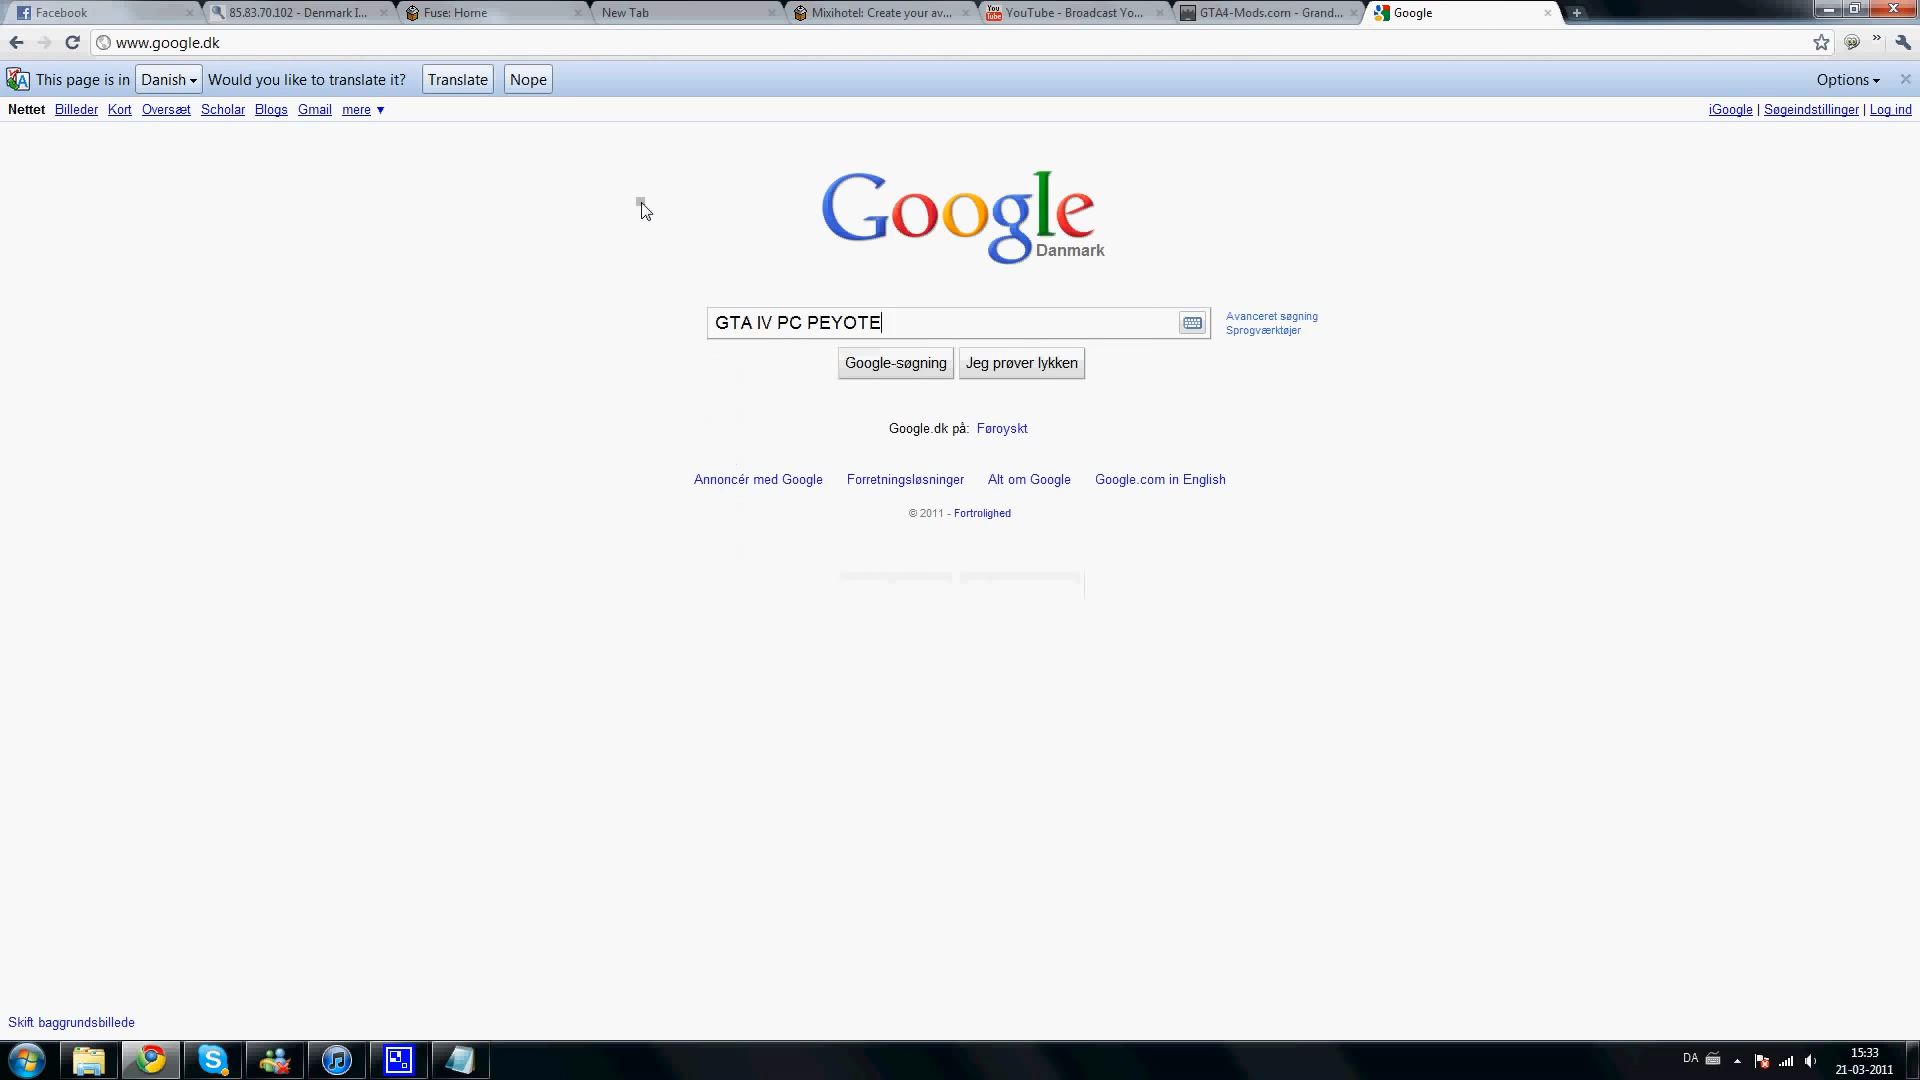 Facebook
85.83.70.102 - Denmark I...
Fuse: Home
New Tab
Mixihotel: Create your av...
YouTube - Broadcast Yo...
GTA4-Mods.com - Grand...
Google
www.google.dk
This page is in Danish Would you like to translate it? Translate Nope
Options
Nettet Billeder Kort Oversæt Scholar Blogs Gmail mere ▼
iGoogle | Søgeindstillinger | Log ind
Google
Danmark
GTA IV PC PEYOTE
Avanceret søgning
Sprogværktøjer
Google-søgning Jeg prøver lykken
Google.dk på: Føroyskt
Annoncér med Google Forretningsløsninger Alt om Google Google.com in English
© 2011 - Fortrolighed
Skift baggrundsbillede
DA
15:33
21-03-2011